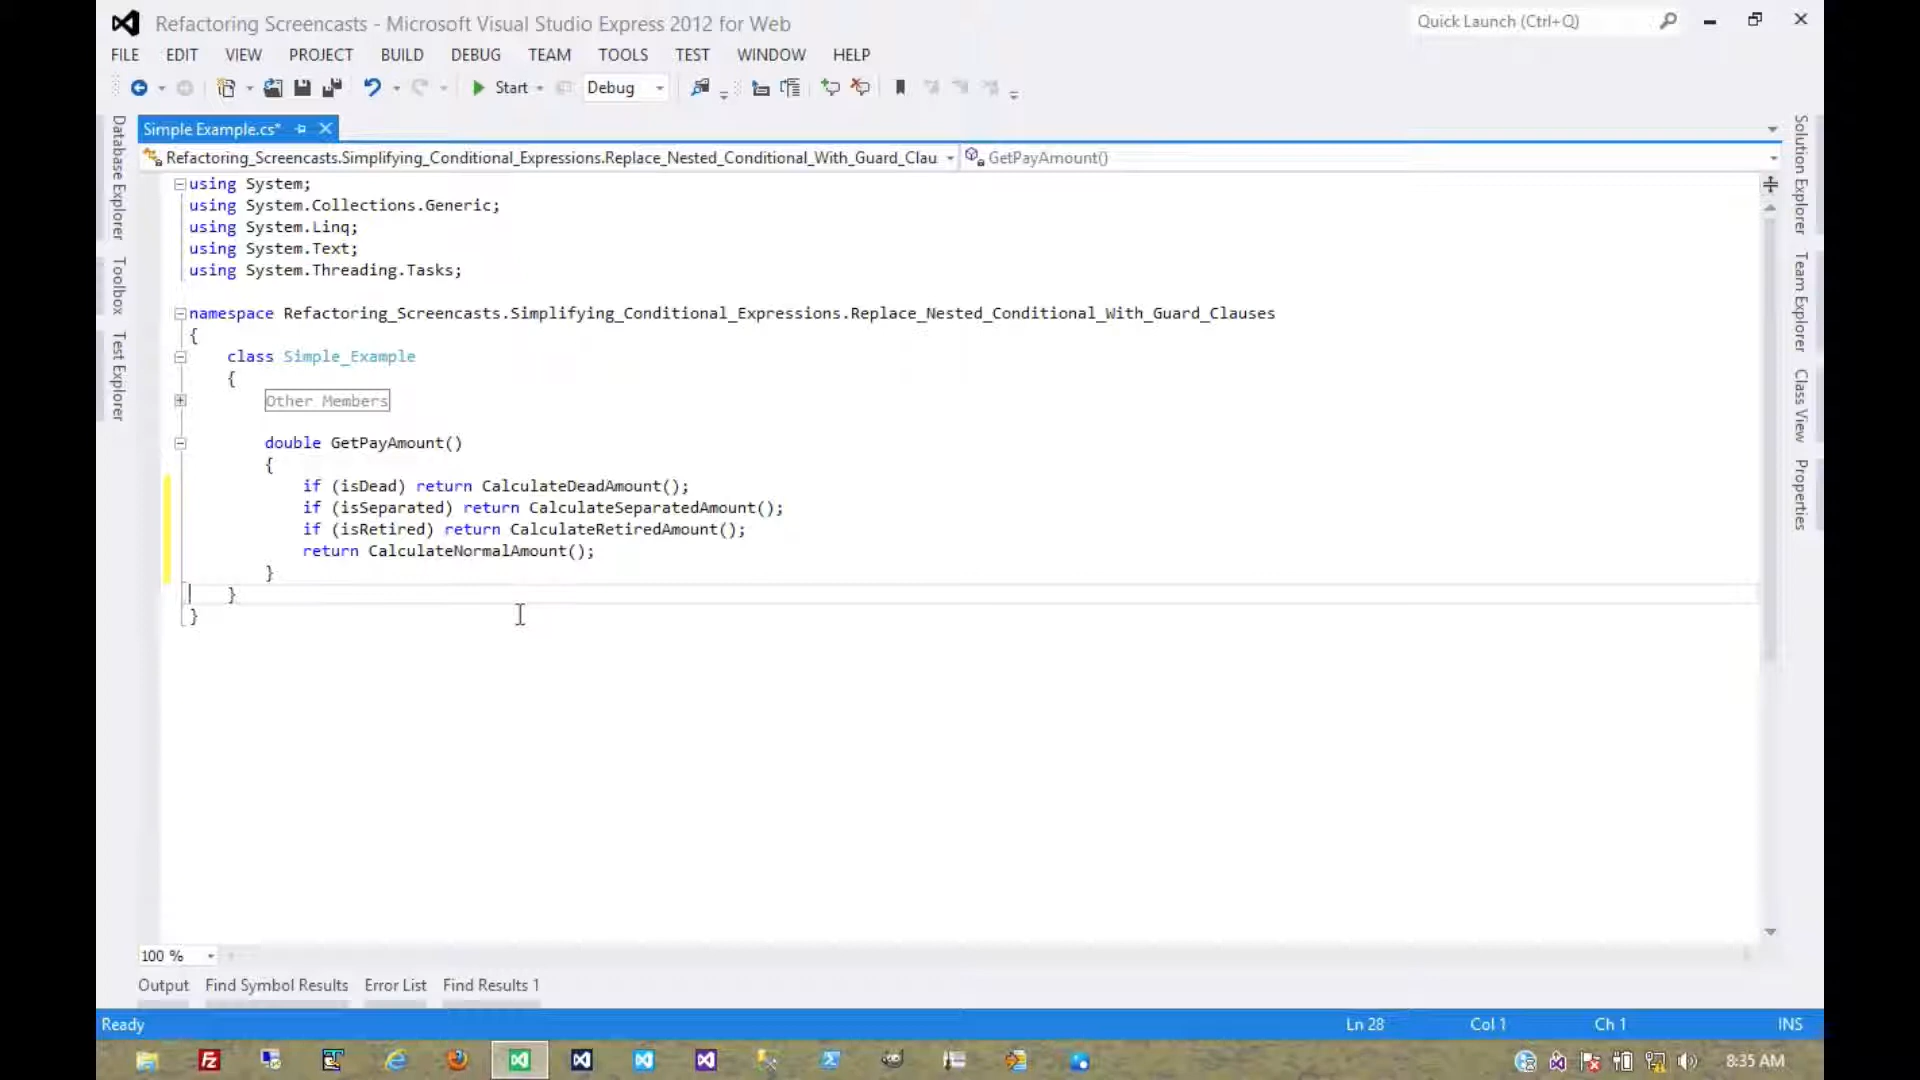 Refactoring Screencasts - Microsoft Visual Studio Express 2012 for Web
Quick Launch (Ctrl+Q)
FILE EDIT VIEW PROJECT BUILD DEBUG TEAM TOOLS TEST WINDOW HELP
Start Debug
Simple Example.cs*
Refactoring_Screencasts.Simplifying_Conditional_Expressions.Replace_Nested_Conditional_With_Guard_Clau
GetPayAmount()
Database Explorer
Toolbox
Test Explorer
using System;
using System.Collections.Generic;
using System.Linq;
using System.Text;
using System.Threading.Tasks;
namespace Refactoring_Screencasts.Simplifying_Conditional_Expressions.Replace_Nested_Conditional_With_Guard_Clauses
{
class Simple_Example
{
Other Members
double GetPayAmount()
{
if (isDead) return CalculateDeadAmount();
if (isSeparated) return CalculateSeparatedAmount();
if (isRetired) return CalculateRetiredAmount();
return CalculateNormalAmount();
}
}
}
Solution Explorer
Team Explorer
Class View
Properties
100 %
Output Find Symbol Results Error List Find Results 1
Ready Ln 28 Col 1 Ch 1 INS
8:35 AM